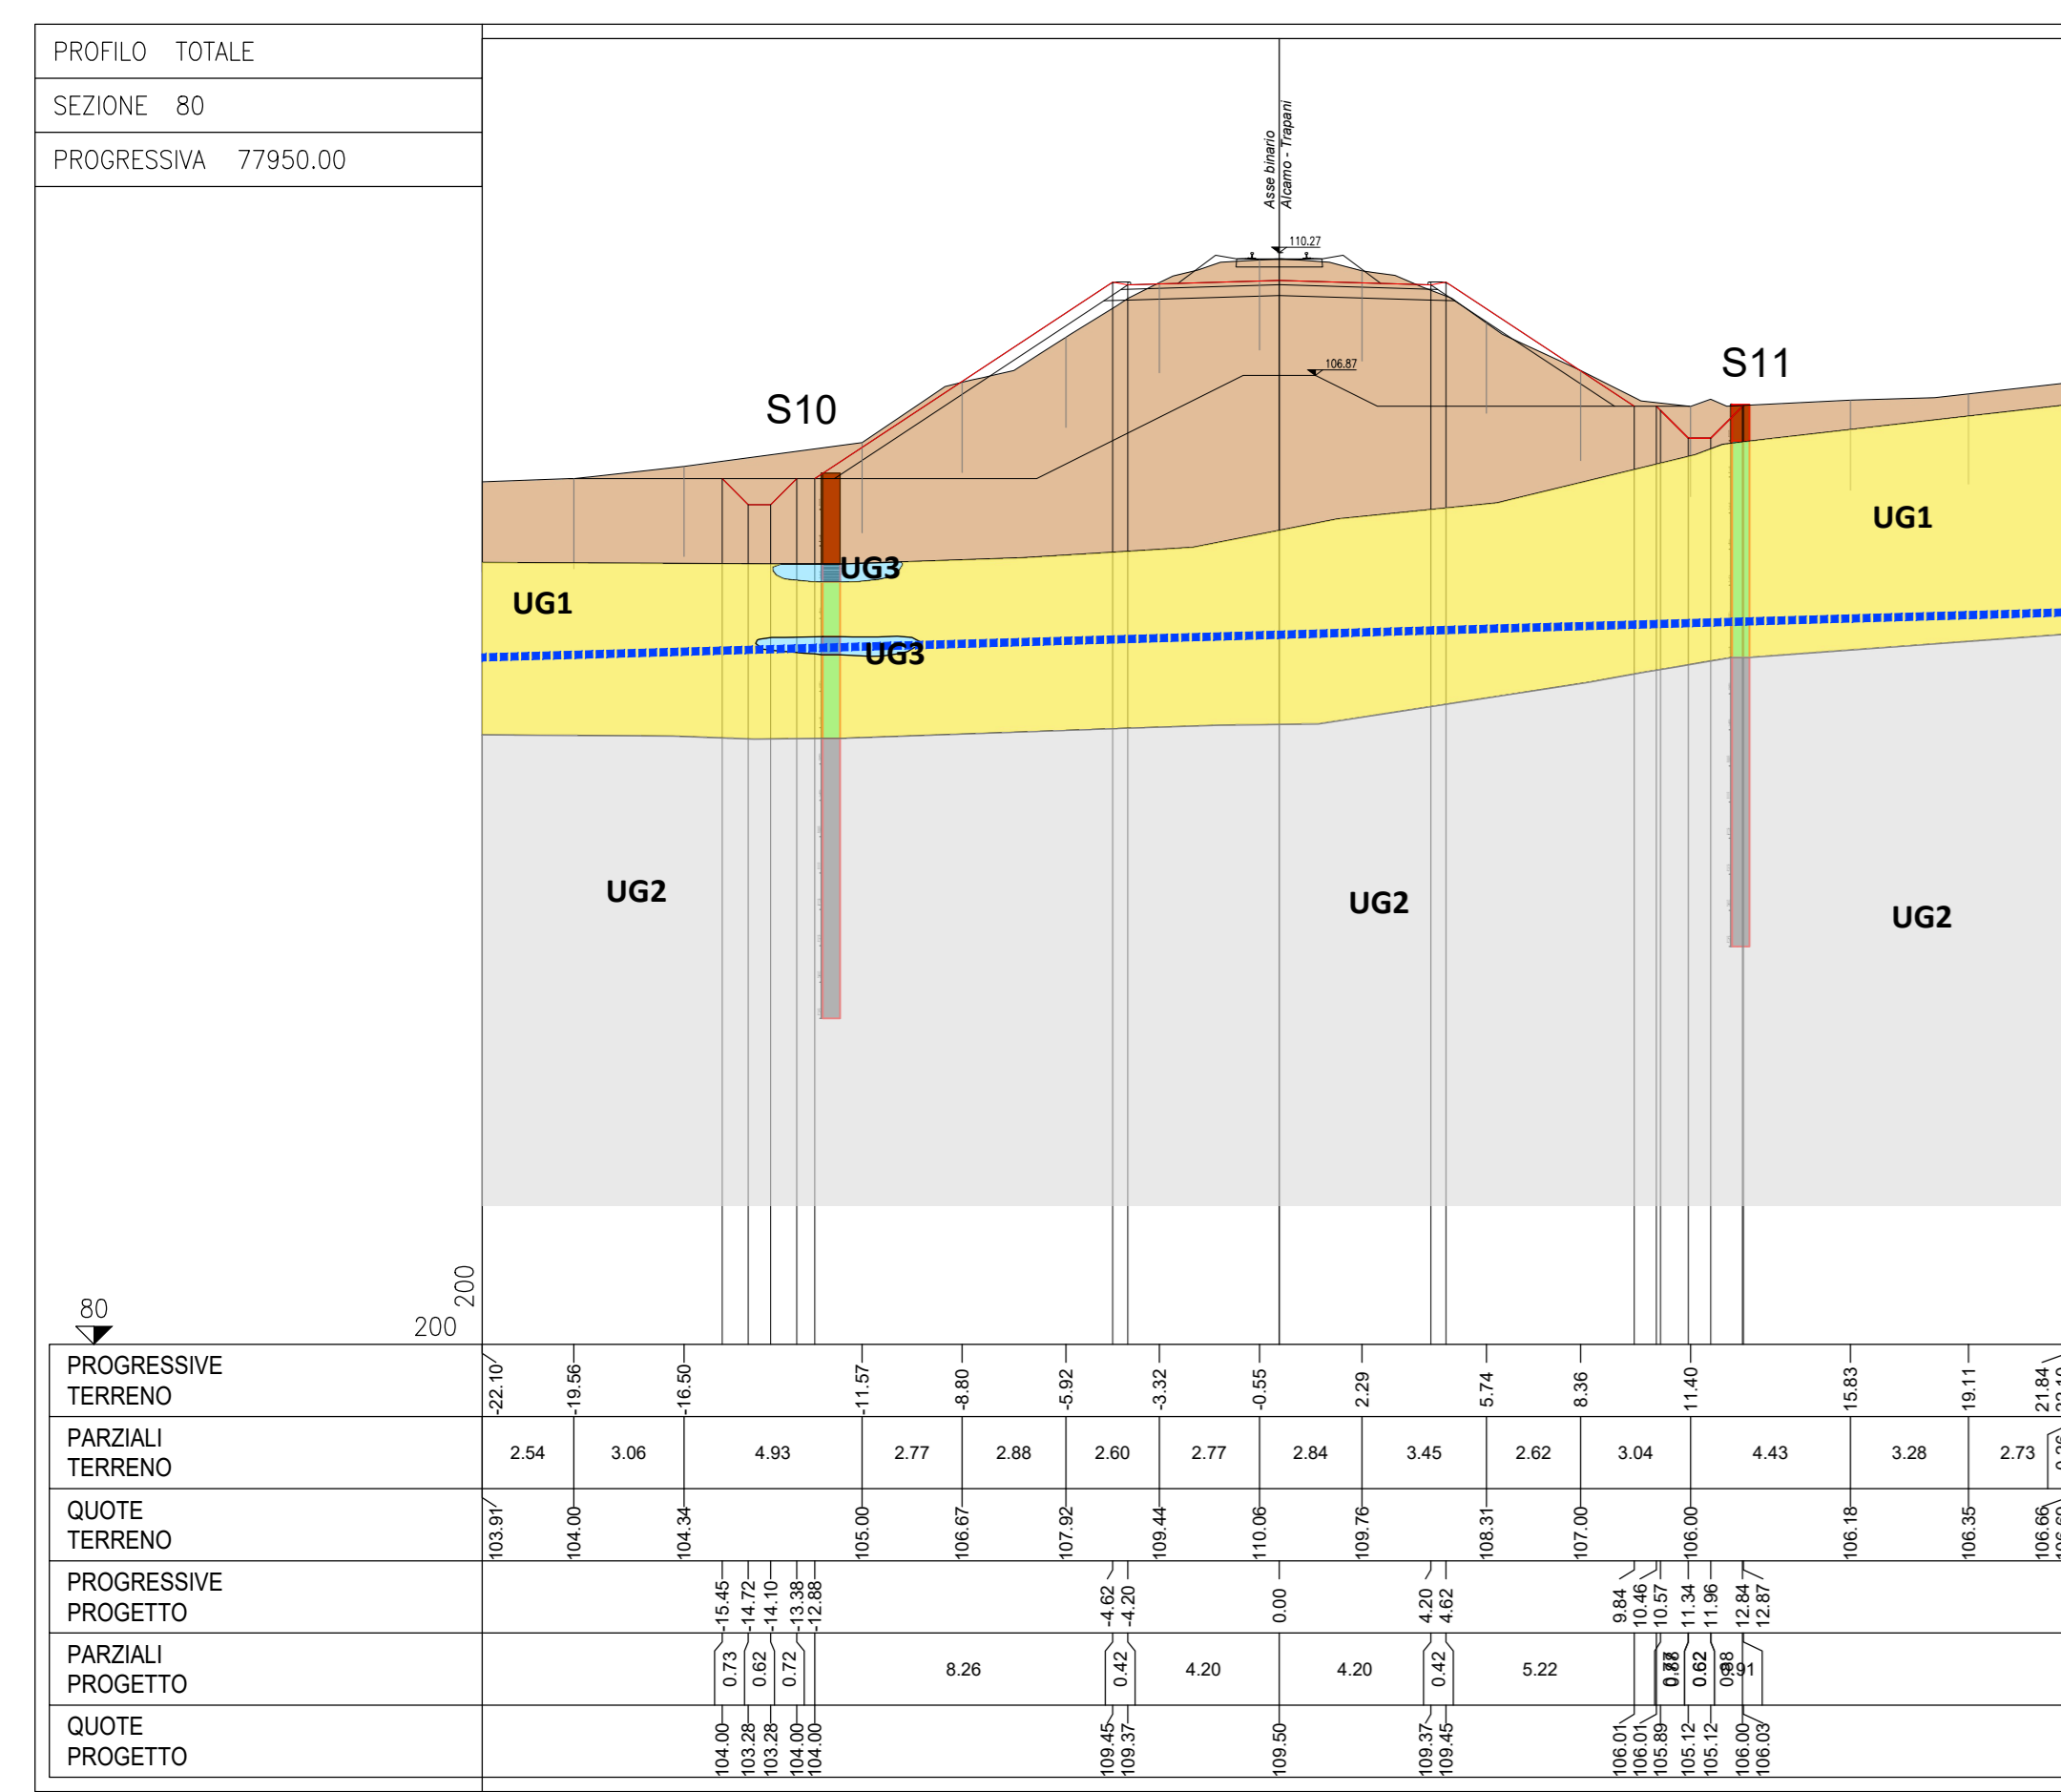 PROFILO TOTALE
SEZIONE 80
PROGRESSIVA 77950.00
Asse binario
Alcamo - Trapani
110.27
106.87
S10
S11
UG3
UG1
UG1
UG3
UG2
UG2
UG2
80
200
200
PROGRESSIVE
TERRENO
-22.10 -19.56 -16.50 -11.57 -8.80 -5.92 -3.32 -0.55 2.29 5.74 8.36 11.40 15.83 19.11 21.84
PARZIALI
TERRENO
2.54 3.06 4.93 2.77 2.88 2.60 2.77 2.84 3.45 2.62 3.04 4.43 3.28 2.73
QUOTE
TERRENO
103.91 104.00 104.34 105.00 106.67 107.92 109.44 110.06 109.76 108.31 107.00 106.00 106.18 106.35 106.66
PROGRESSIVE
PROGETTO
-15.45 -14.72 -14.10 -13.38 -12.88 -4.62 -4.20 0.00 4.20 4.62 9.84 10.46 10.57 11.34 11.96 12.84 12.87
PARZIALI
PROGETTO
0.73 0.62 0.72 8.26 0.42 4.20 4.20 0.42 5.22 0.62
QUOTE
PROGETTO
104.00 103.28 103.28 104.00 104.00 109.45 109.37 109.50 109.37 109.45 106.01 106.01 105.89 105.12 105.12 106.00 106.03